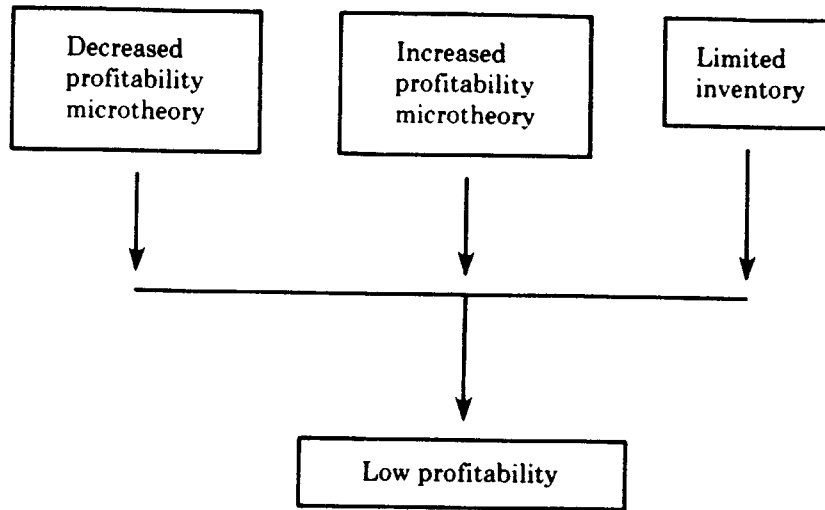 Decreased
profitability
microtheory
Increased
profitability
microtheory
Limited
inventory
Low profitability